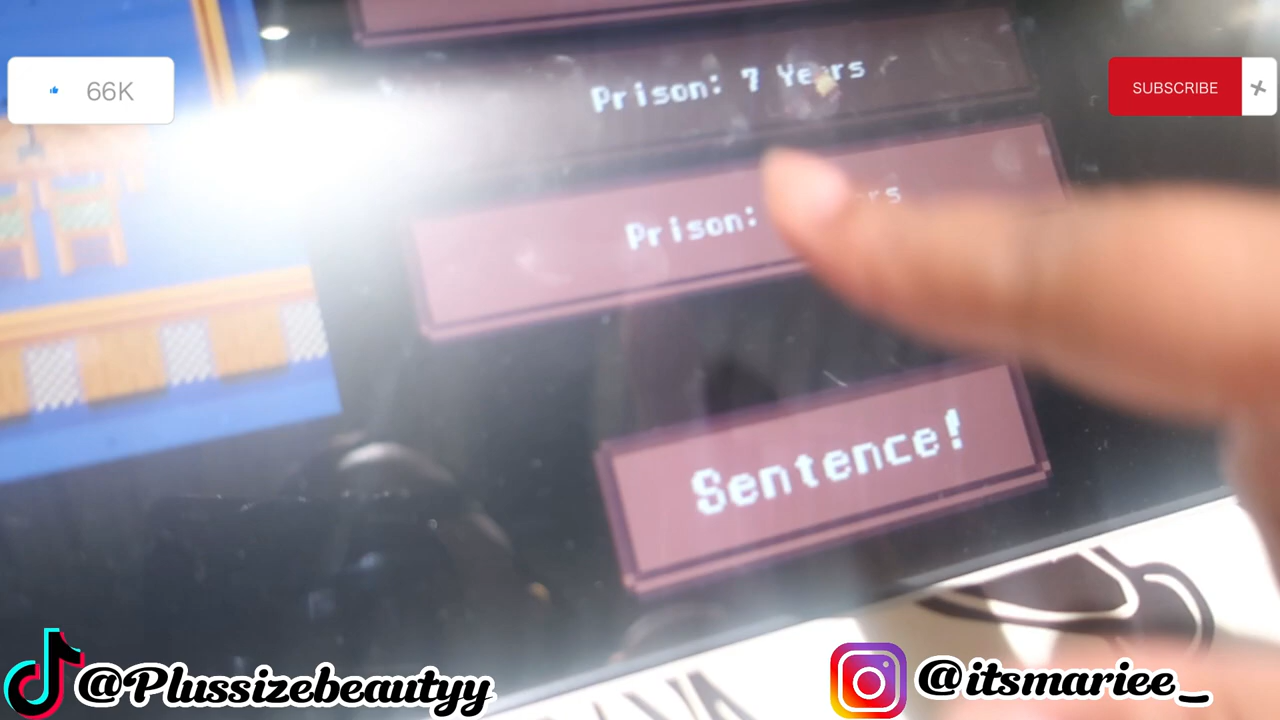 66K
SUBSCRIBE
Prison: 7 Years
Prison:
Sentence!
@Plussizebeautyy
@itsmariee_